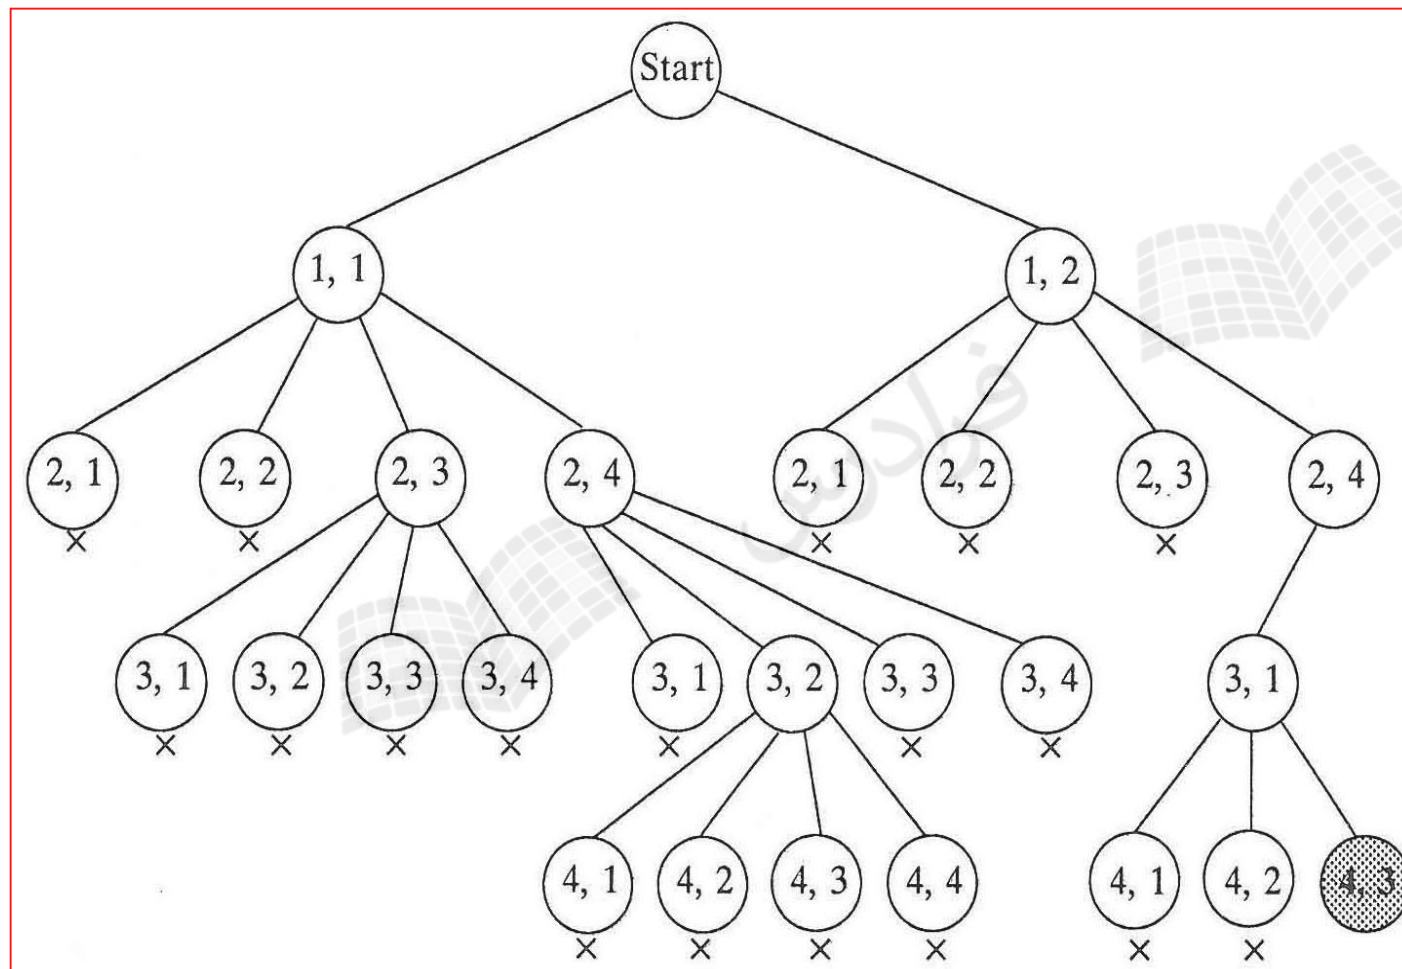 Start
1, 1 1, 2
2, 1 2, 2 2, 3 2, 4 2, 1 2, 2 2, 3 2, 4
× × × × ×
3, 1 3, 2 3, 3 3, 4 3, 1 3, 2 3, 3 3, 4 3, 1
× × × × × × ×
4, 1 4, 2 4, 3 4, 4 4, 1 4, 2 4, 3
× × × × × ×
فرادرس